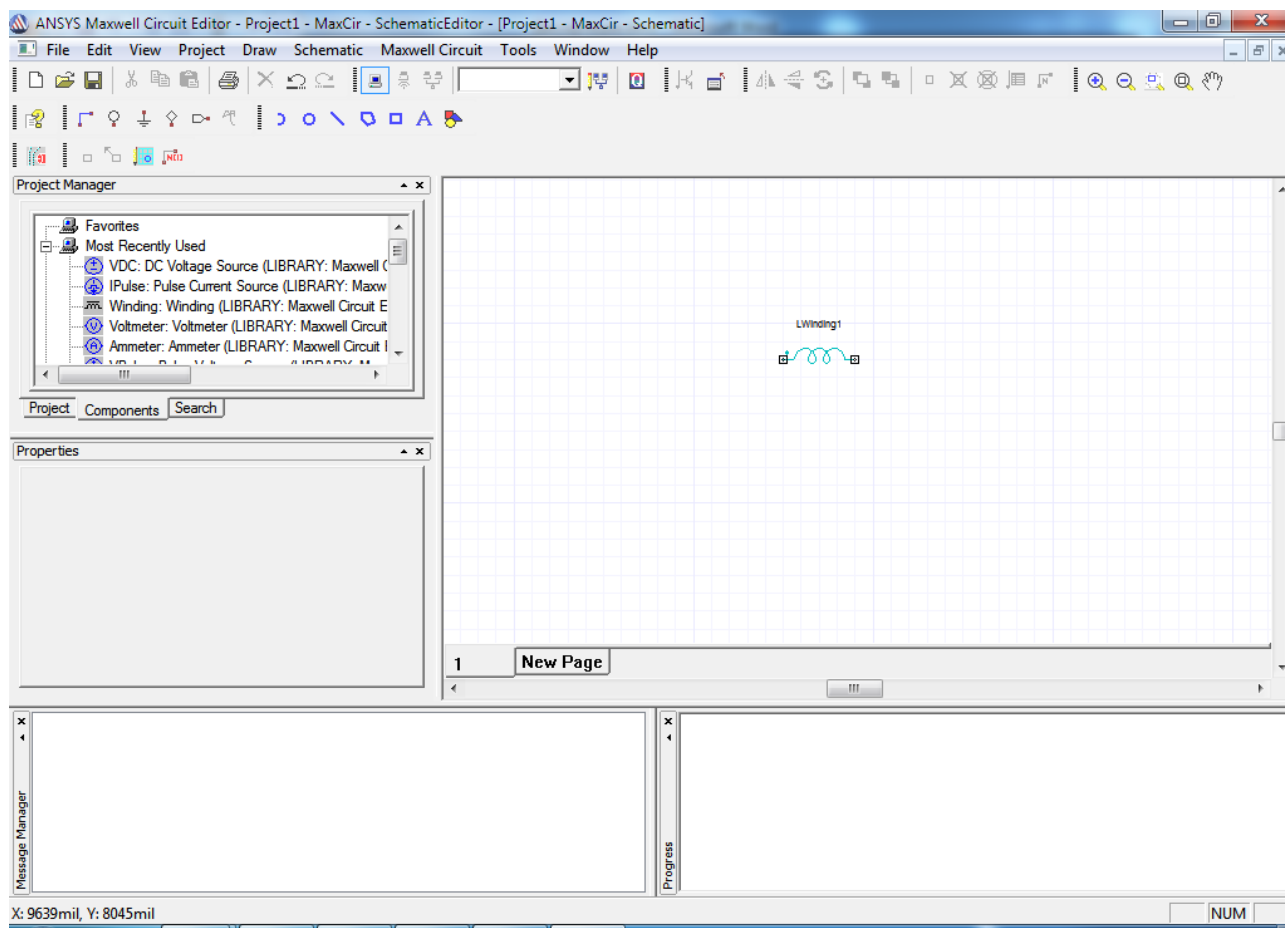 ANSYS Maxwell Circuit Editor - Project1 - MaxCir - SchematicEditor - [Project1 - MaxCir - Schematic]
File Edit View Project Draw Schematic Maxwell Circuit Tools Window Help
Project Manager
Favorites
Most Recently Used
VDC: DC Voltage Source (LIBRARY: Maxwell C
IPulse: Pulse Current Source (LIBRARY: Maxw
Winding: Winding (LIBRARY: Maxwell Circuit E
Voltmeter: Voltmeter (LIBRARY: Maxwell Circuit
Ammeter: Ammeter (LIBRARY: Maxwell Circuit
Project Components Search
Properties
LWinding1
1 New Page
Message Manager
Progress
X: 9639mil, Y: 8045mil
NUM